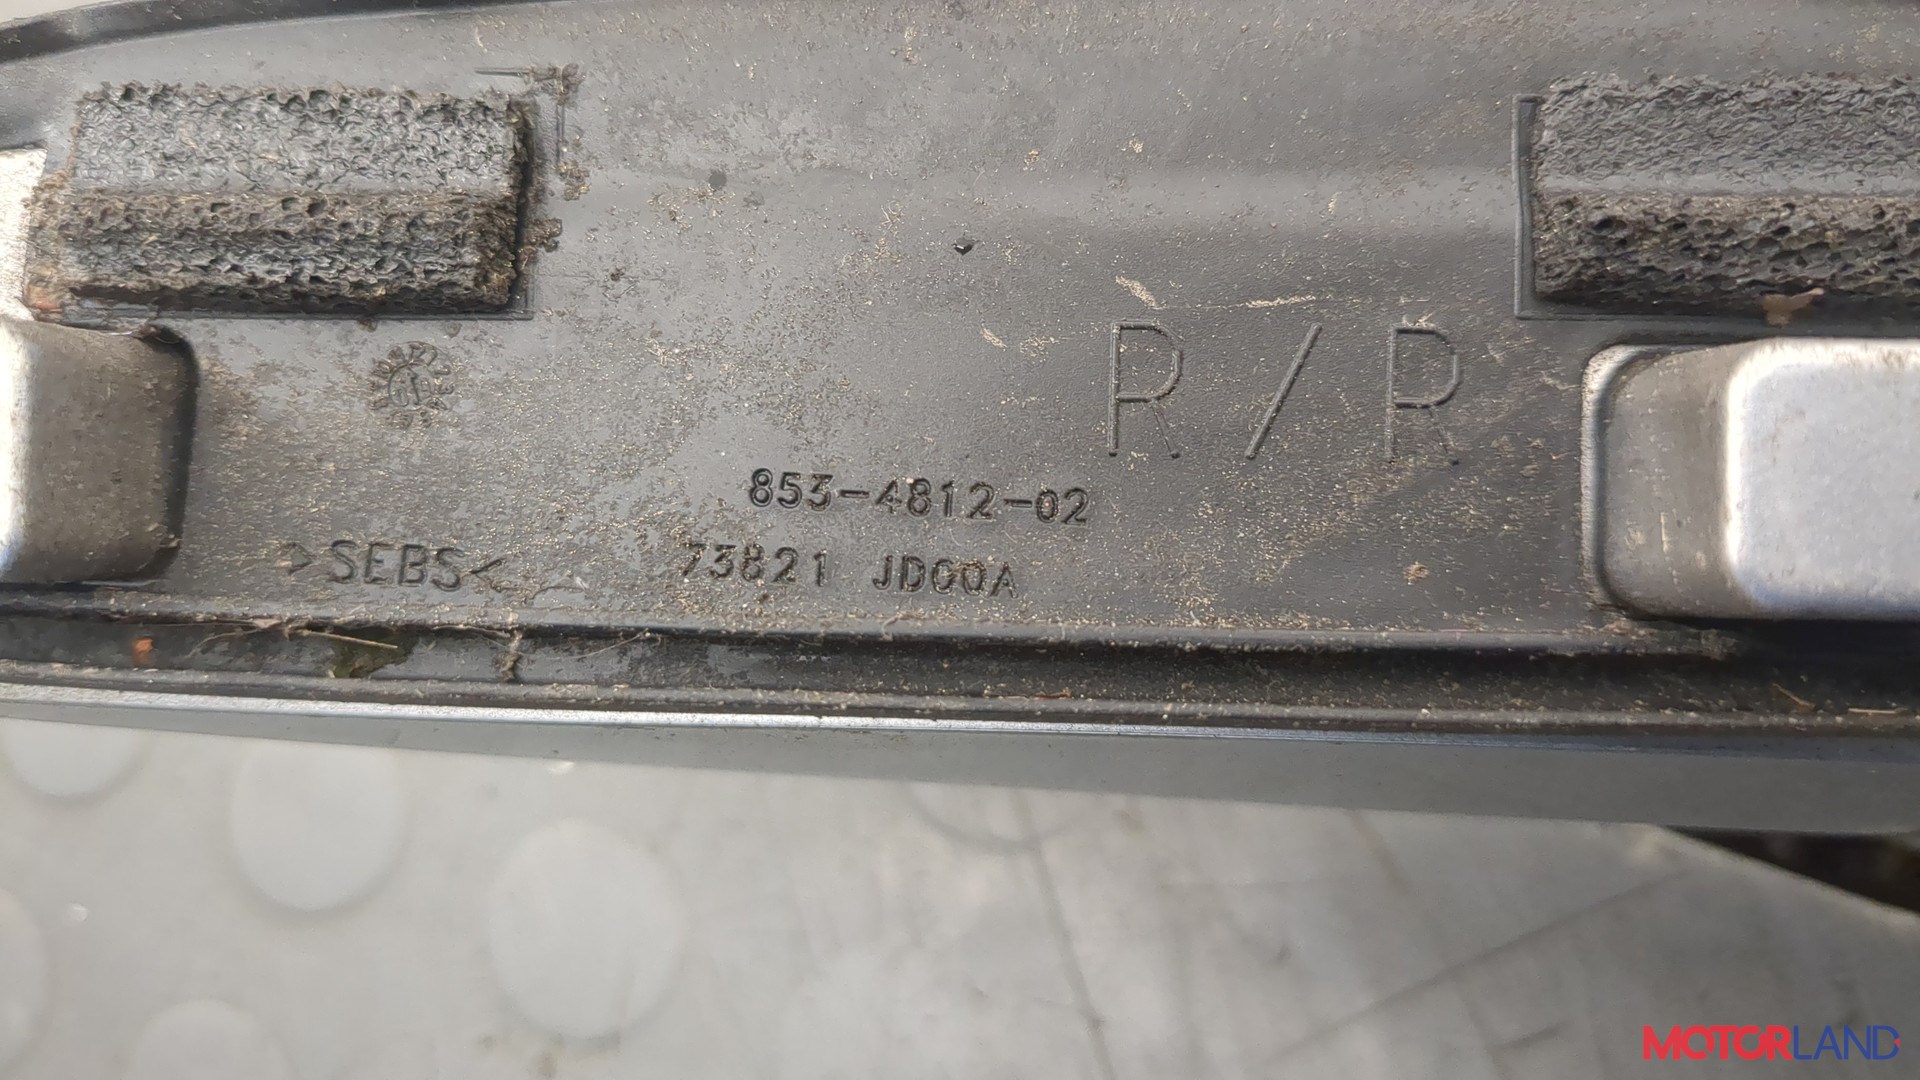 R/R
853-4812-02
>SEBS< 73821 JD00A
MOTORLAND